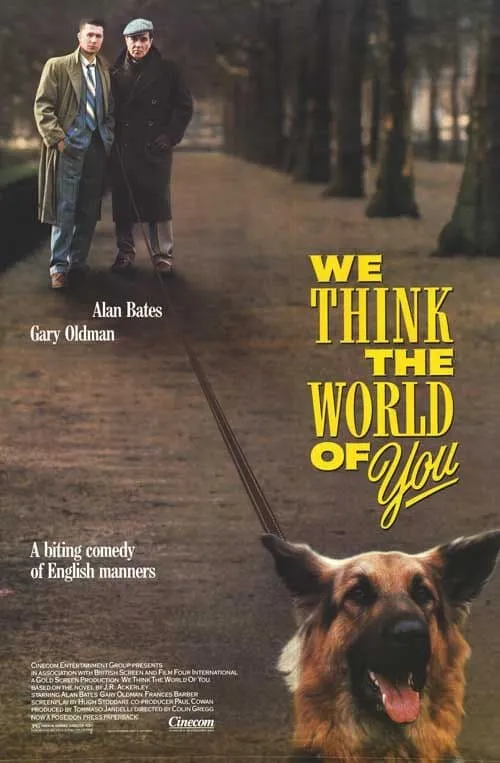 Alan Bates
Gary Oldman
WE
THINK
THE
WORLD
OF You
A biting comedy
of English manners
CINECOM ENTERTAINMENT GROUP PRESENTS
IN ASSOCIATION WITH BRITISH SCREEN AND FILM FOUR INTERNATIONAL
A GOLD SCREEN PRODUCTION WE THINK THE WORLD OF YOU
BASED ON THE NOVEL BY J.R. ACKERLEY
STARRING ALAN BATES GARY OLDMAN FRANCES BARBER
SCREENPLAY BY HUGH STODDART CO-PRODUCER PAUL COWAN
PRODUCED BY TOMMASO JANDELLI DIRECTED BY COLIN GREGG
NOW A POSEIDON PRESS PAPERBACK
Cinecom